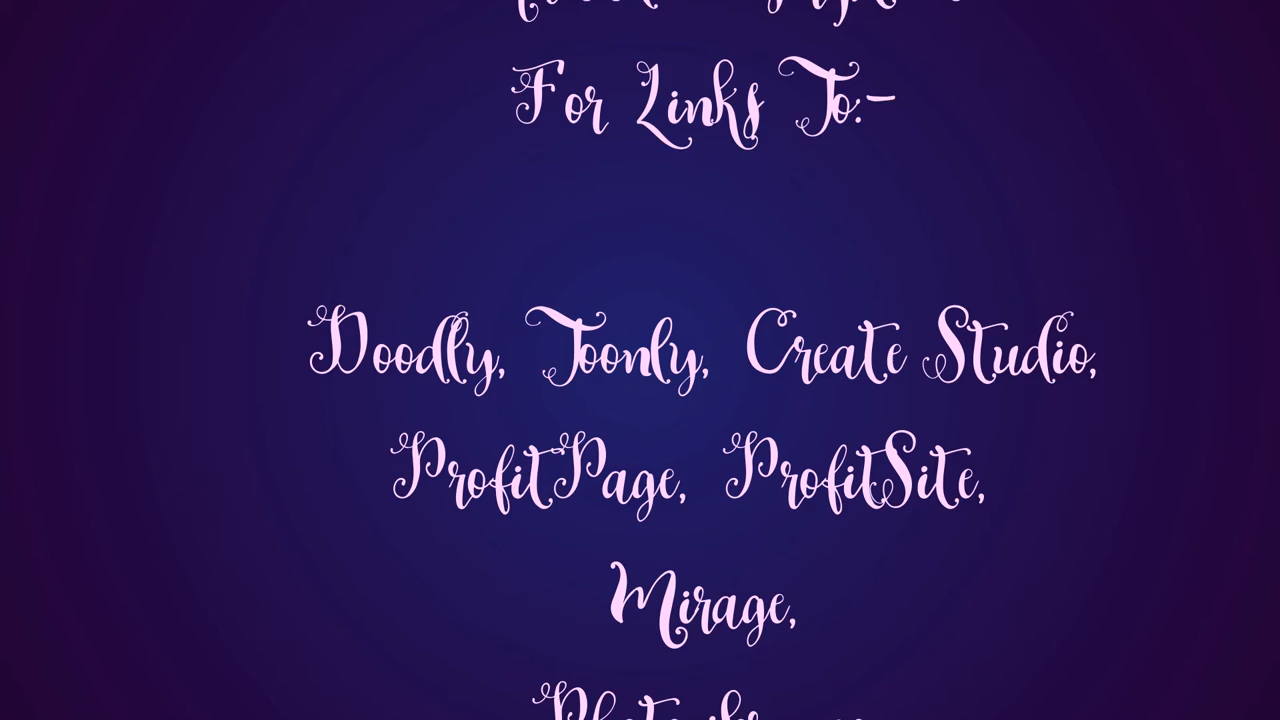 For Links To:-
Doodly, Toonly, Create Studio,
ProfitPage, ProfitSite,
Mirage,